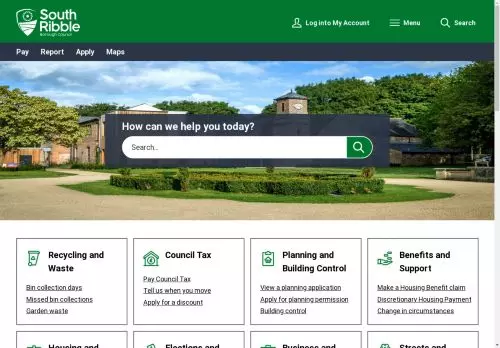 South
Ribble
Borough Council
Log into My Account
Menu
Search
Pay
Report
Apply
Maps
How can we help you today?
Search...
Recycling and
Waste
Bin collection days
Missed bin collections
Garden waste
Council Tax
Pay Council Tax
Tell us when you move
Apply for a discount
Planning and
Building Control
View a planning application
Apply for planning permission
Building control
Benefits and
Support
Make a Housing Benefit claim
Discretionary Housing Payment
Change in circumstances
Housing and
Elections and
Business and
Streets and